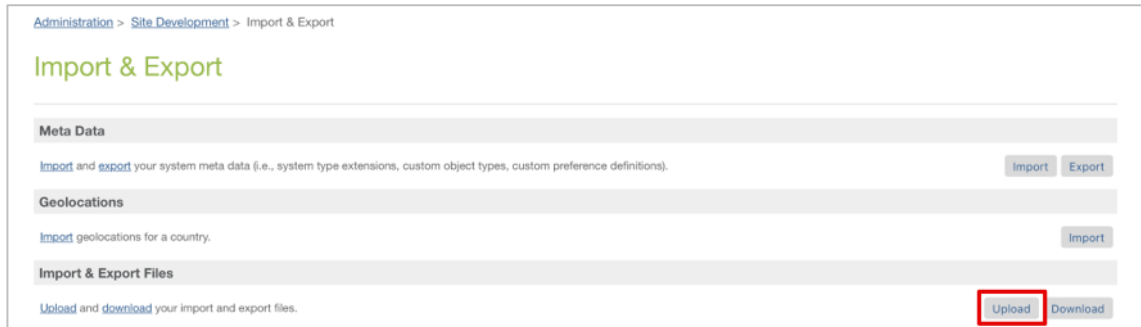 Administration > Site Development > Import & Export
Import & Export
Meta Data
Import and export your system meta data (i.e., system type extensions, custom object types, custom preference definitions). Import Export
Geolocations
Import geolocations for a country. Import
Import & Export Files
Upload and download your import and export files. Upload Download